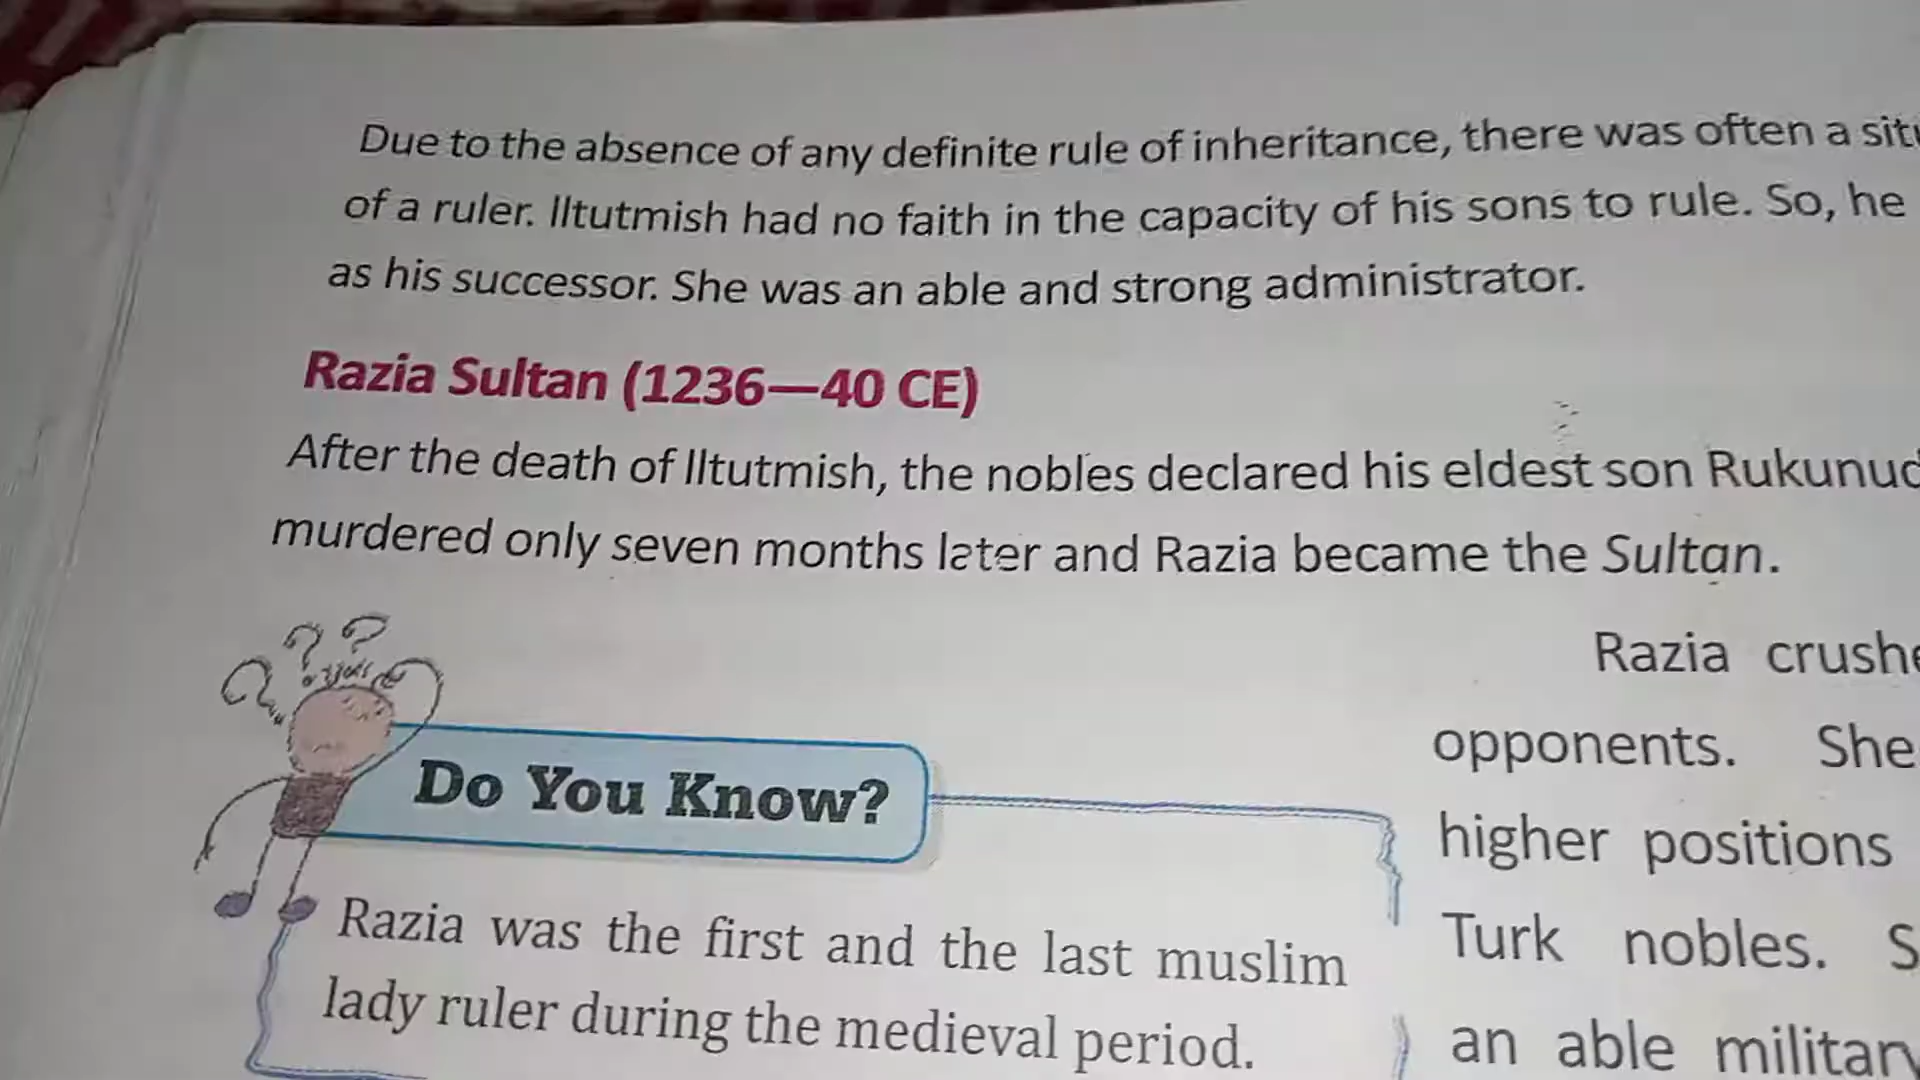 Due to the absence of any definite rule of inheritance, there was often a
of a ruler. Iltutmish had no faith in the capacity of his sons to rule. So, he
as his successor. She was an able and strong administrator.
Razia Sultan (1236—40 CE)
After the death of Iltutmish, the nobles declared his eldest son
murdered only seven months later and Razia became the Sultan.
Do You Know?
Razia was the first and the last muslim
lady ruler during the medieval period.
Razia
opponents. She
higher positions
Turk nobles.
an able